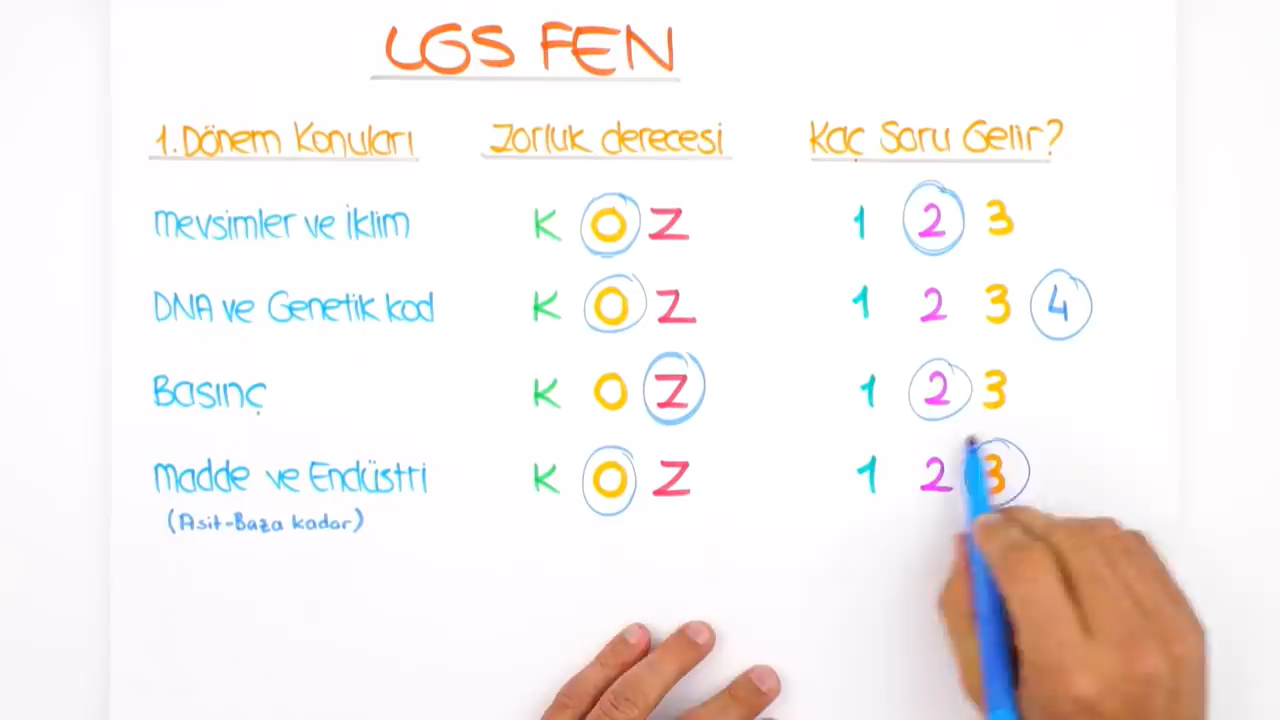 LGS FEN
1. Dönem Konuları Zorluk derecesi Kaç Soru Gelir?
Mevsimler ve İklim K O Z 1 2 3
DNA ve Genetik kod K O Z 1 2 3 4
Basınç K O Z 1 2 3
Madde ve Endüstri K O Z 1 2 3
(Asit-Baza kadar)